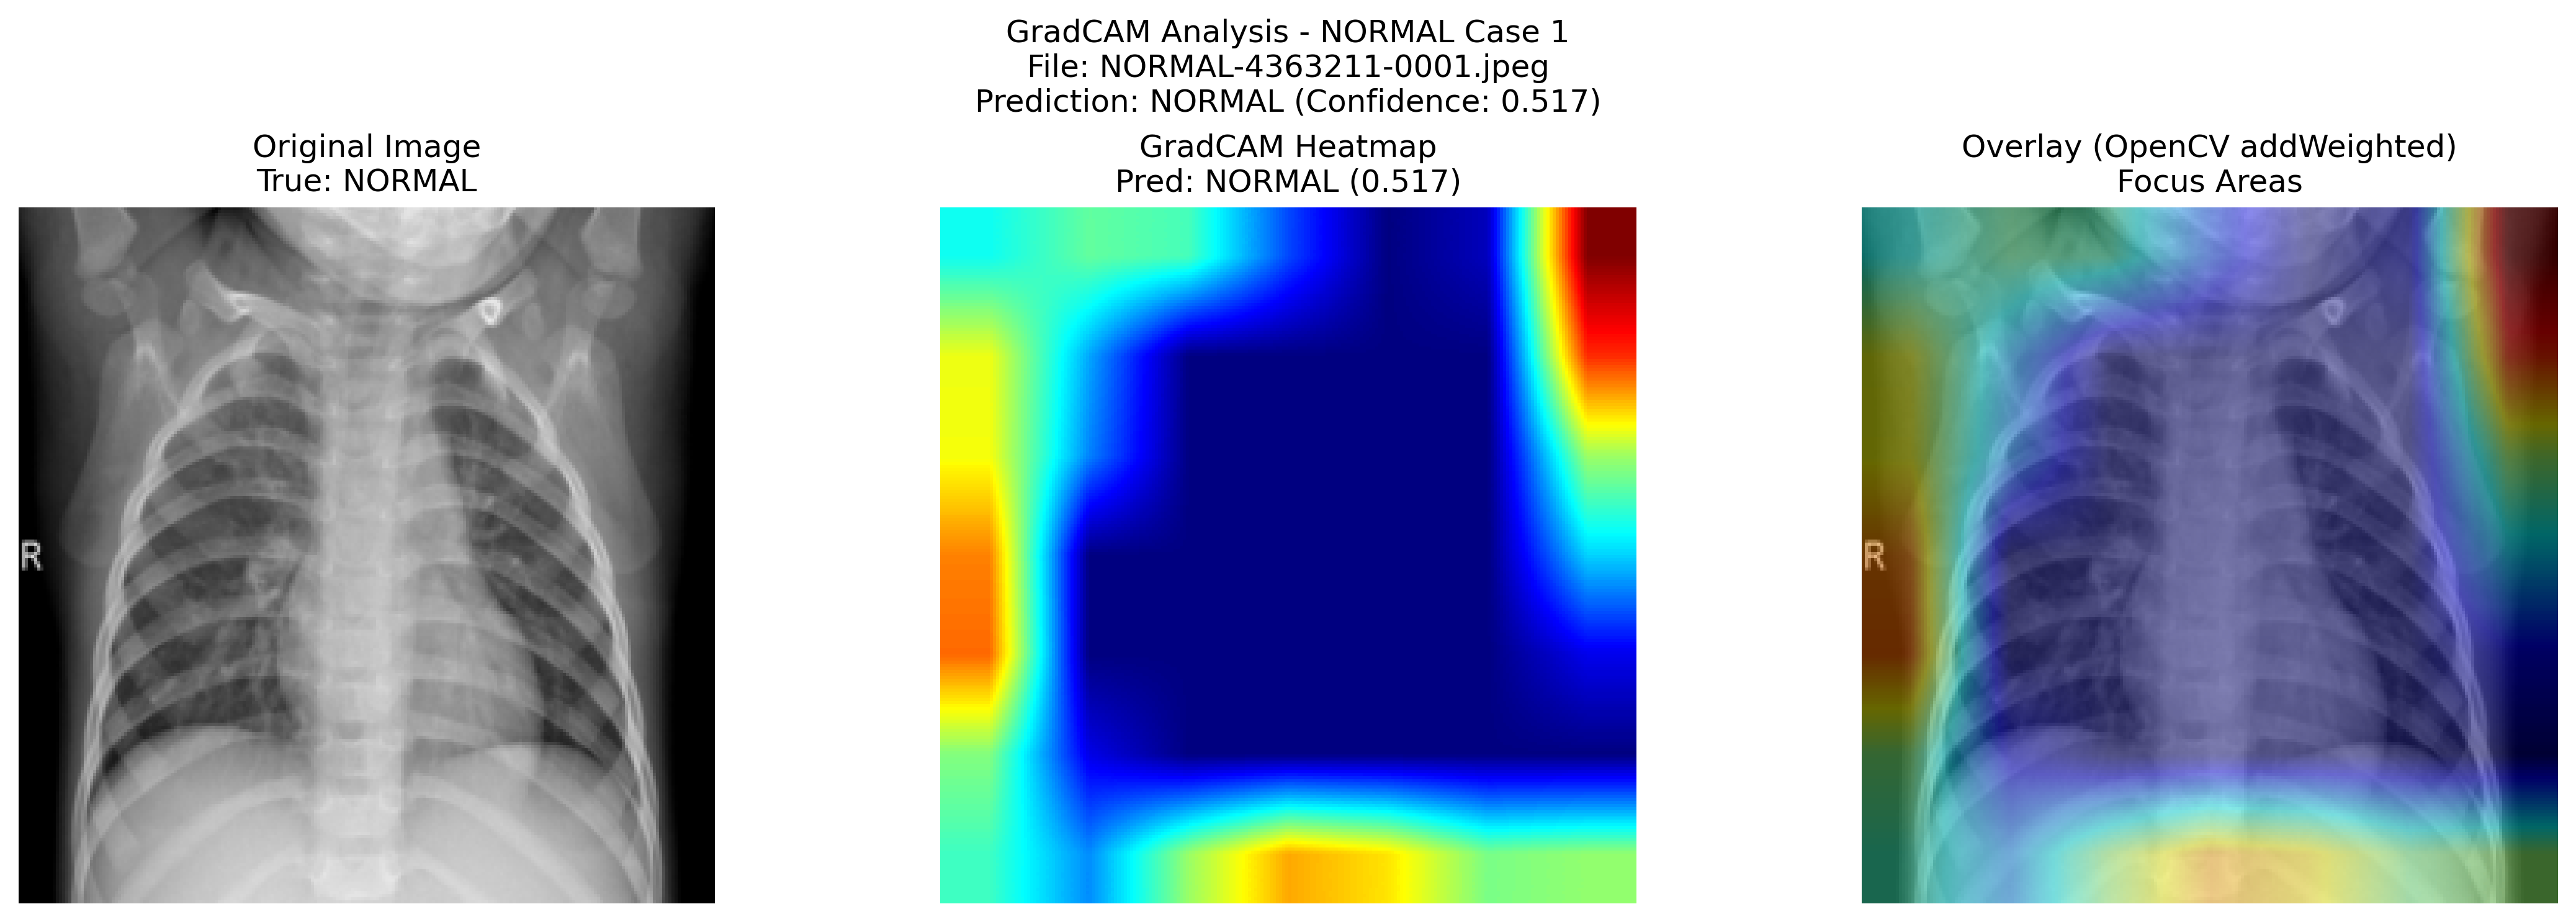 GradCAM Analysis - NORMAL Case 1
File: NORMAL-4363211-0001.jpeg
Prediction: NORMAL (Confidence: 0.517)
Original Image
True: NORMAL
GradCAM Heatmap
Pred: NORMAL (0.517)
Overlay (OpenCV addWeighted)
Focus Areas
R
R